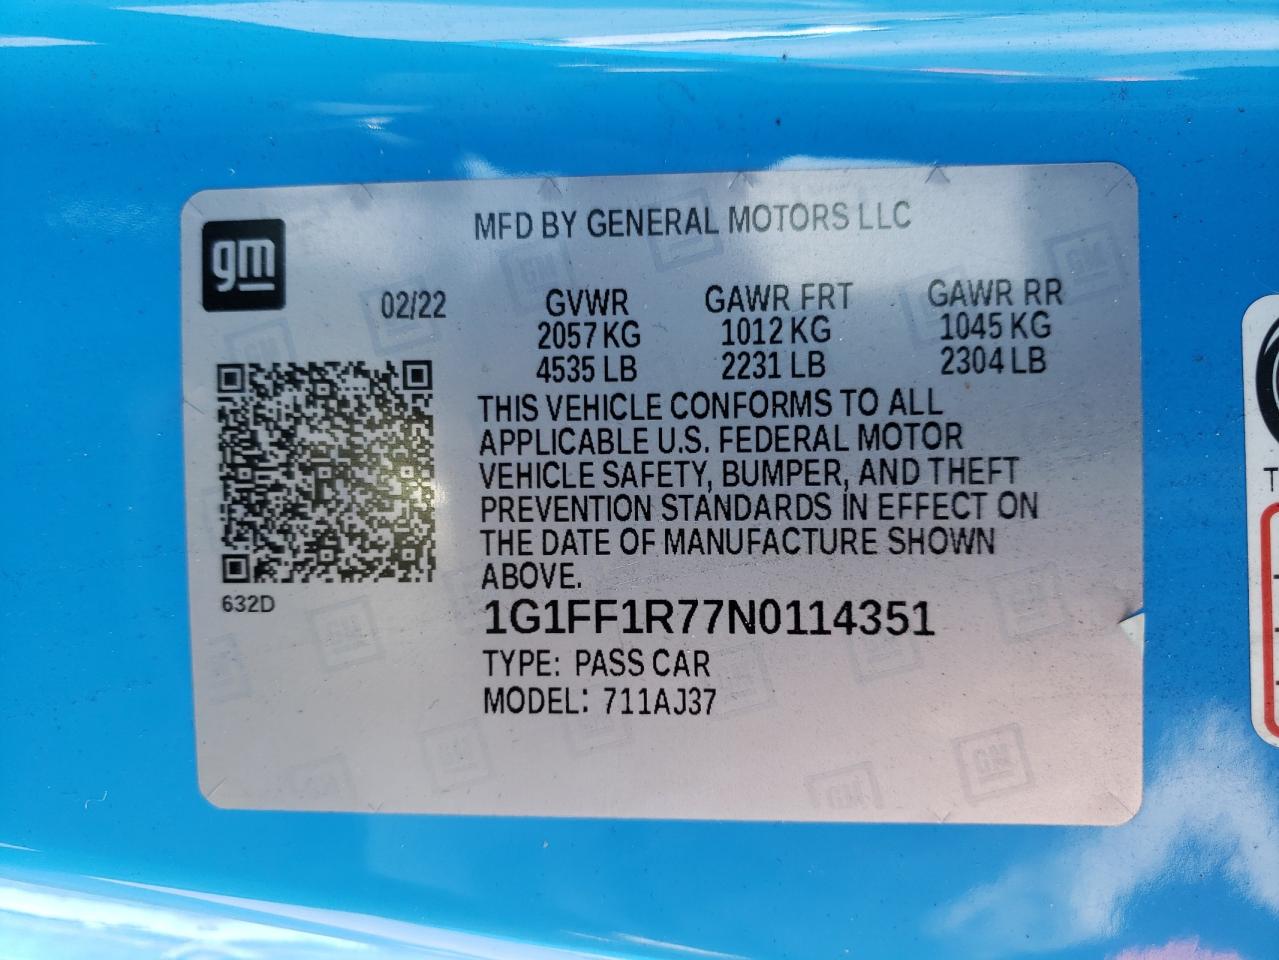 gm
MFD BY GENERAL MOTORS LLC
02/22
GVWR GAWR FRT GAWR RR
2057 KG 1012 KG 1045 KG
4535 LB 2231 LB 2304 LB
THIS VEHICLE CONFORMS TO ALL
APPLICABLE U.S. FEDERAL MOTOR
VEHICLE SAFETY, BUMPER, AND THEFT
PREVENTION STANDARDS IN EFFECT ON
THE DATE OF MANUFACTURE SHOWN
ABOVE.
632D
1G1FF1R77N0114351
TYPE: PASS CAR
MODEL: 711AJ37